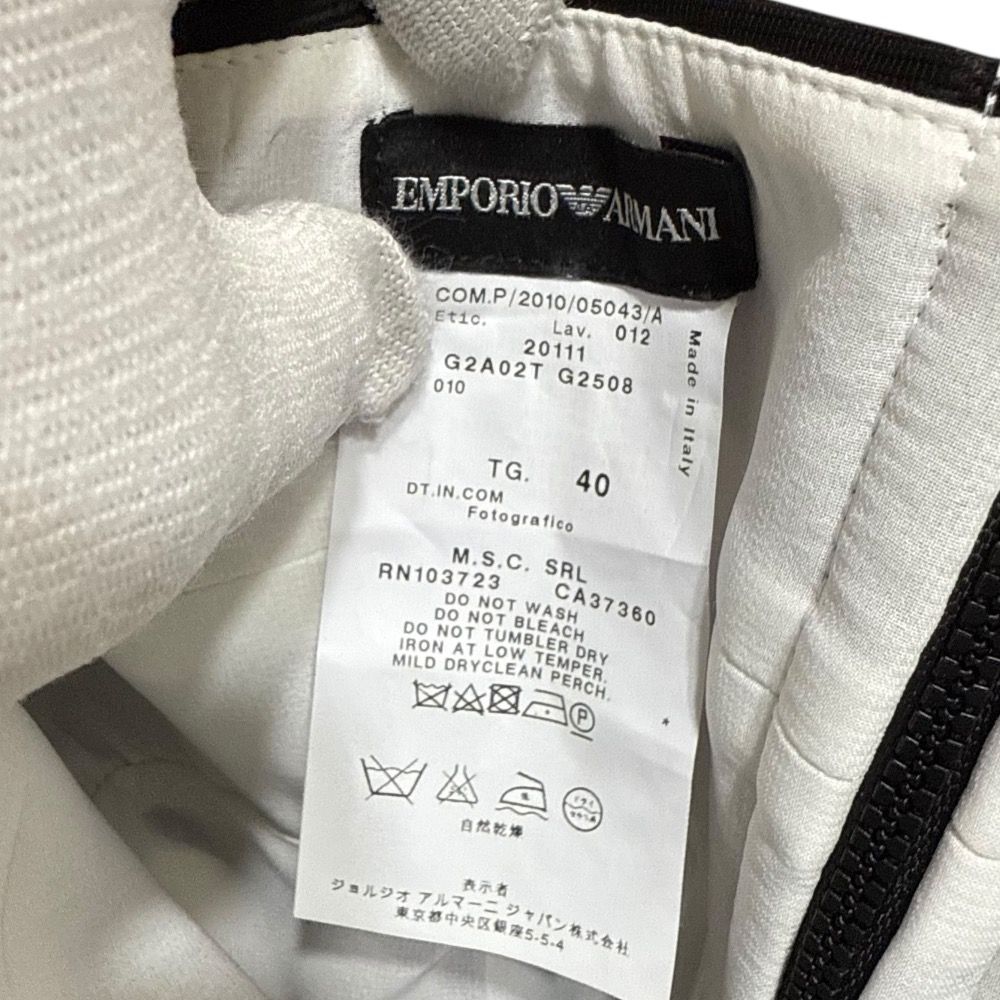 EMPORIO ARMANI
COM.P/2010/05043/A
Etic. Lav. 012
20111
G2A02T G2508
010
Made in Italy
TG. 40
DT.IN.COM
Fotografico
M.S.C. SRL
RN103723 CA37360
DO NOT WASH
DO NOT BLEACH
DO NOT TUMBLER DRY
IRON AT LOW TEMPER.
MILD DRYCLEAN PERCH.
P
*
ドライ
自然乾燥
表示者
ジョルジオ アルマーニ ジャパン株式会社
東京都中央区銀座5-5-4